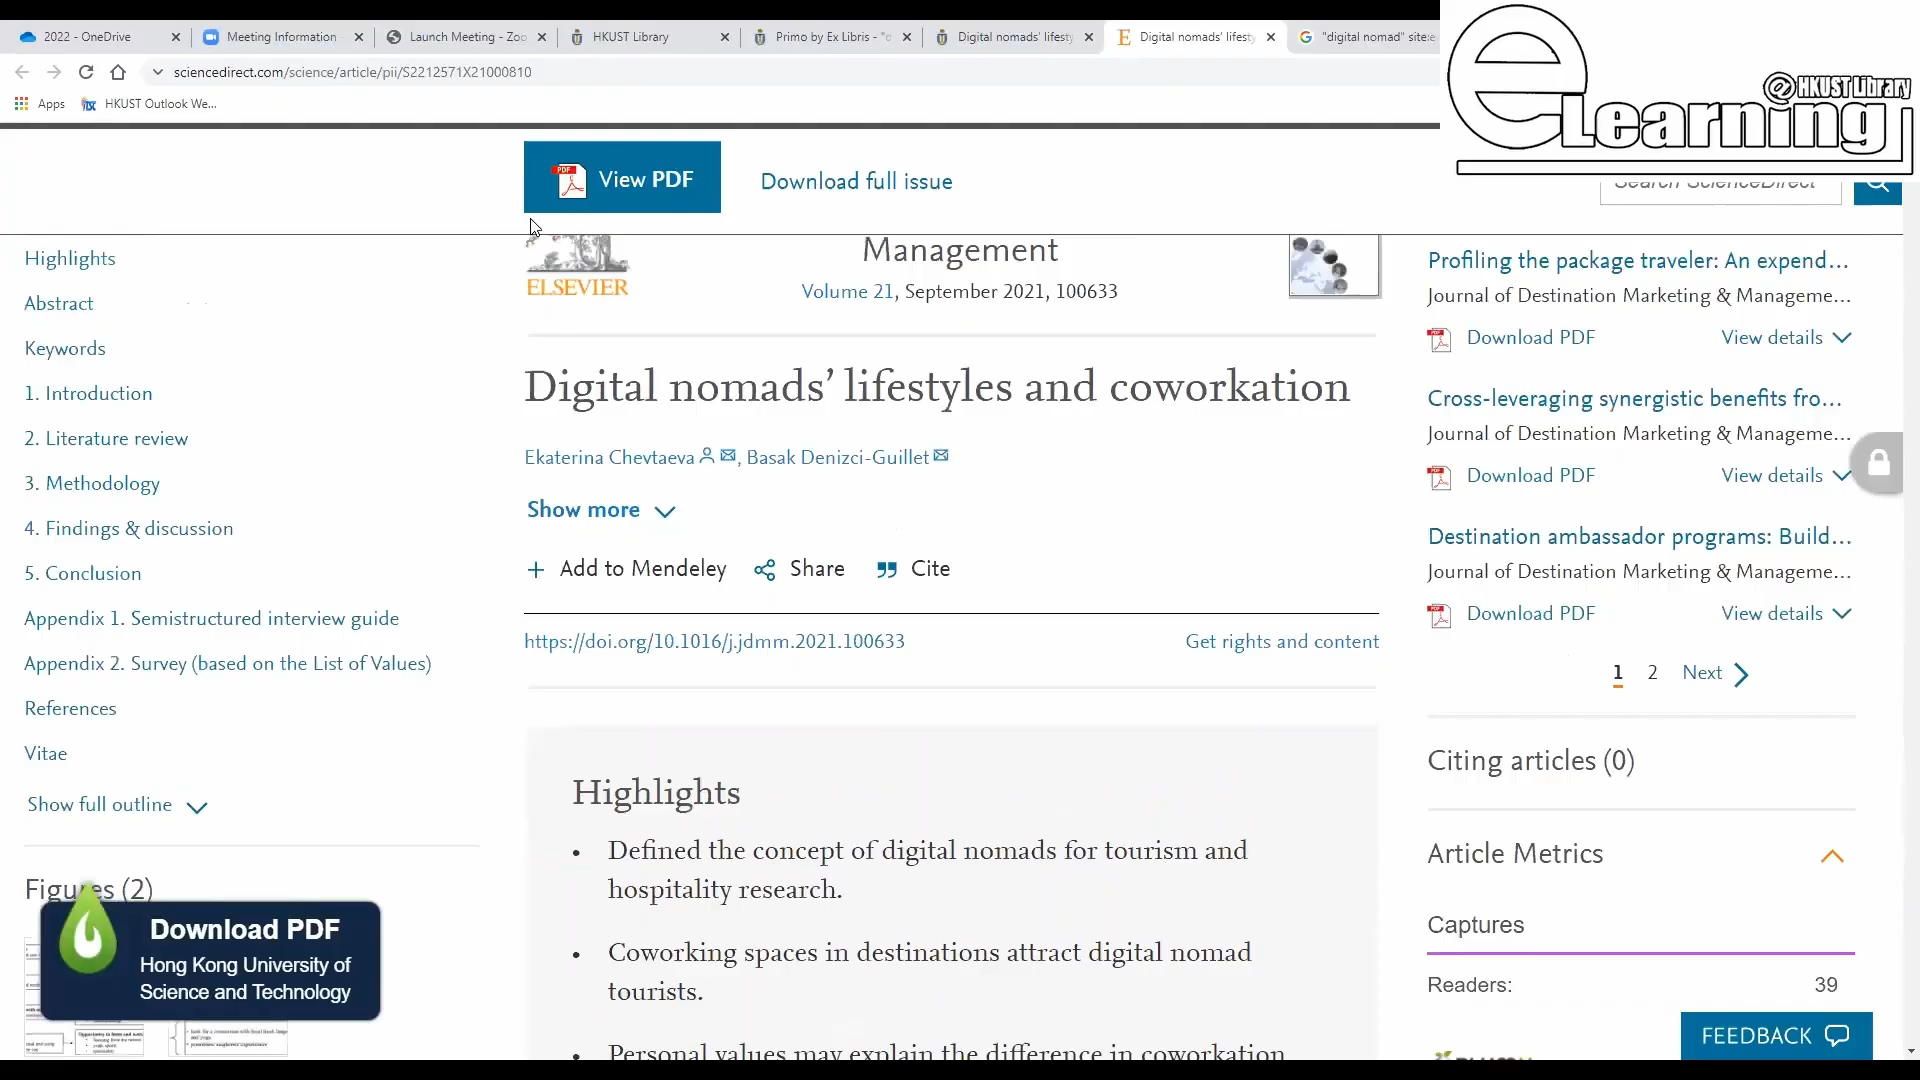 2022 - OneDrive
Meeting Information
Launch Meeting - Zoo
HKUST Library
Primo by Ex Libris - "
Digital nomads' lifesty
Digital nomads' lifesty
"digital nomad" site:e
sciencedirect.com/science/article/pii/S2212571X21000810
Apps
HKUST Outlook We...
eLearning
@HKUST Library
View PDF
Download full issue
Search ScienceDirect
Highlights
Abstract
Keywords
1. Introduction
2. Literature review
3. Methodology
4. Findings & discussion
5. Conclusion
Appendix 1. Semistructured interview guide
Appendix 2. Survey (based on the List of Values)
References
Vitae
Show full outline
Figures (2)
Download PDF
Hong Kong University of
Science and Technology
ELSEVIER
Management
Volume 21, September 2021, 100633
Digital nomads’ lifestyles and coworkation
Ekaterina Chevtaeva, Basak Denizci-Guillet
Show more
Add to Mendeley Share Cite
https://doi.org/10.1016/j.jdmm.2021.100633
Get rights and content
Highlights
• Defined the concept of digital nomads for tourism and
hospitality research.
• Coworking spaces in destinations attract digital nomad
tourists.
• Personal values may explain the difference in coworkation
Profiling the package traveler: An expend...
Journal of Destination Marketing & Manageme...
Download PDF View details
Cross-leveraging synergistic benefits fro...
Journal of Destination Marketing & Manageme...
Download PDF View details
Destination ambassador programs: Build...
Journal of Destination Marketing & Manageme...
Download PDF View details
1 2 Next
Citing articles (0)
Article Metrics
Captures
Readers: 39
FEEDBACK